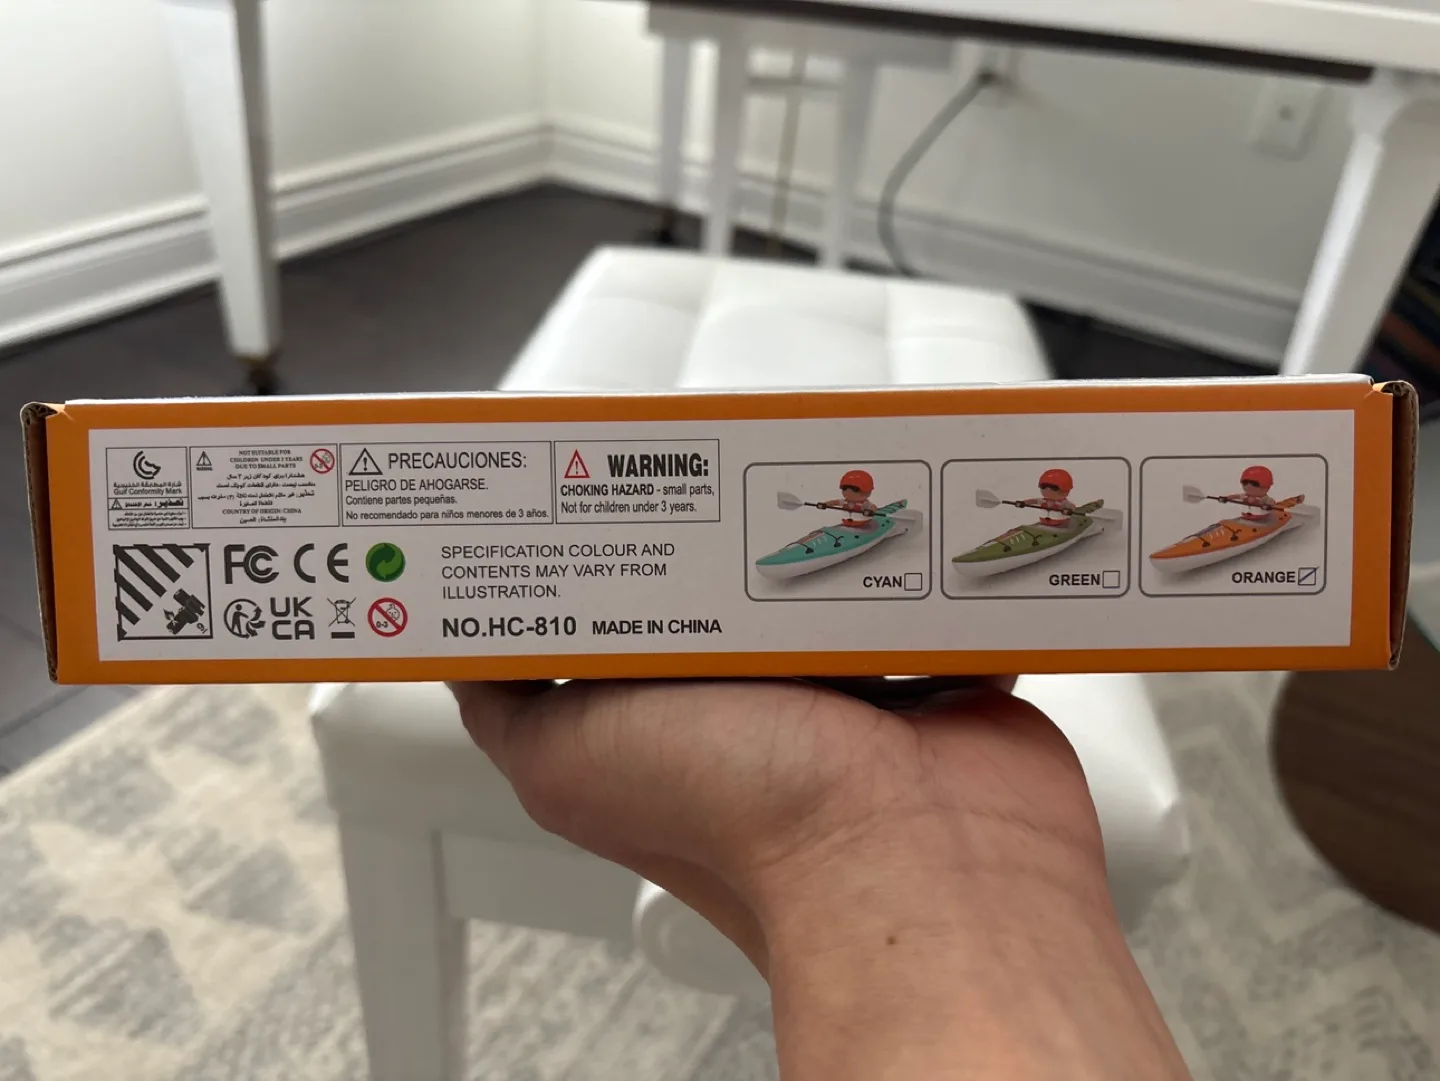 Gulf Conformity Mark
NOT SUITABLE FOR
CHILDREN UNDER 3 YEARS
DUE TO SMALL PARTS
COUNTRY OF ORIGIN: CHINA
PRECAUCIONES:
PELIGRO DE AHOGARSE.
Contiene partes pequeñas.
No recomendado para niños menores de 3 años.
WARNING:
CHOKING HAZARD - small parts,
Not for children under 3 years.
FC CE
UK
CA
0-3
SPECIFICATION COLOUR AND
CONTENTS MAY VARY FROM
ILLUSTRATION.
NO.HC-810 MADE IN CHINA
CYAN
GREEN
ORANGE